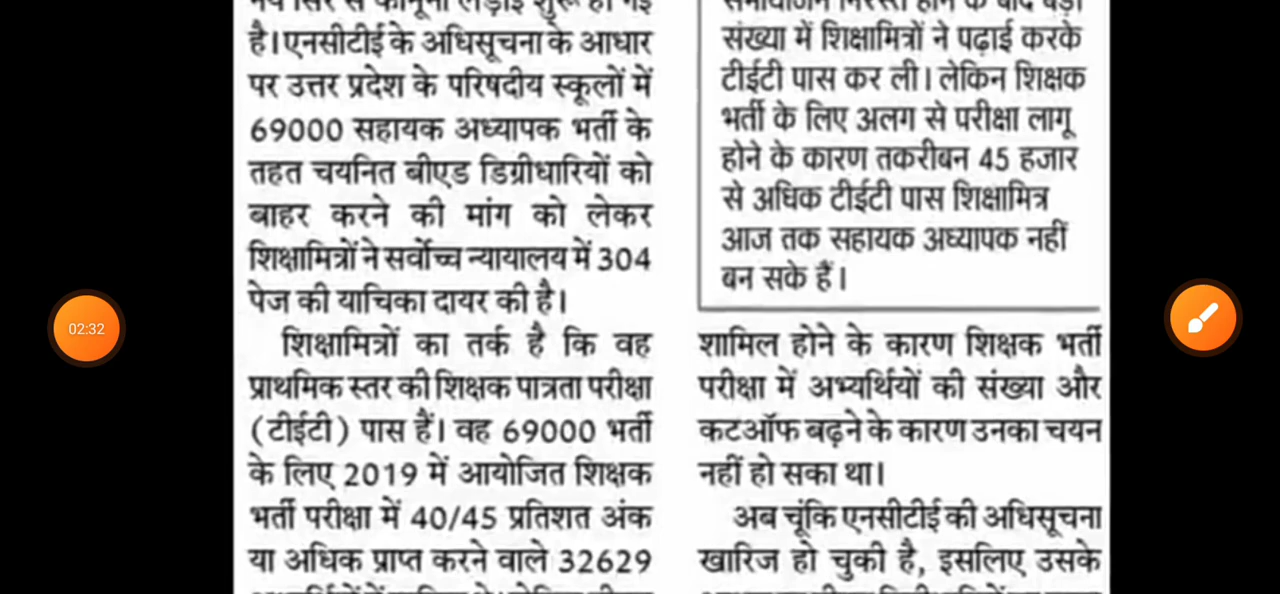 है। एनसीटीई के अधिसूचना के आधार
पर उत्तर प्रदेश के परिषदीय स्कूलों में
69000 सहायक अध्यापक भर्ती के
तहत चयनित बीएड डिग्रीधारियों को
बाहर करने की मांग को लेकर
शिक्षामित्रों ने सर्वोच्च न्यायालय में 304
पेज की याचिका दायर की है।
शिक्षामित्रों का तर्क है कि वह
प्राथमिक स्तर की शिक्षक पात्रता परीक्षा
(टीईटी) पास हैं। वह 69000 भर्ती
के लिए 2019 में आयोजित शिक्षक
भर्ती परीक्षा में 40/45 प्रतिशत अंक
या अधिक प्राप्त करने वाले 32629
संख्या में शिक्षामित्रों ने पढ़ाई करके
टीईटी पास कर ली। लेकिन शिक्षक
भर्ती के लिए अलग से परीक्षा लागू
होने के कारण तकरीबन 45 हजार
से अधिक टीईटी पास शिक्षामित्र
आज तक सहायक अध्यापक नहीं
बन सके हैं।
शामिल होने के कारण शिक्षक भर्ती
परीक्षा में अभ्यर्थियों की संख्या और
कटऑफ बढ़ने के कारण उनका चयन
नहीं हो सका था।
अब चूंकि एनसीटीई की अधिसूचना
खारिज हो चुकी है, इसलिए उसके
02:32